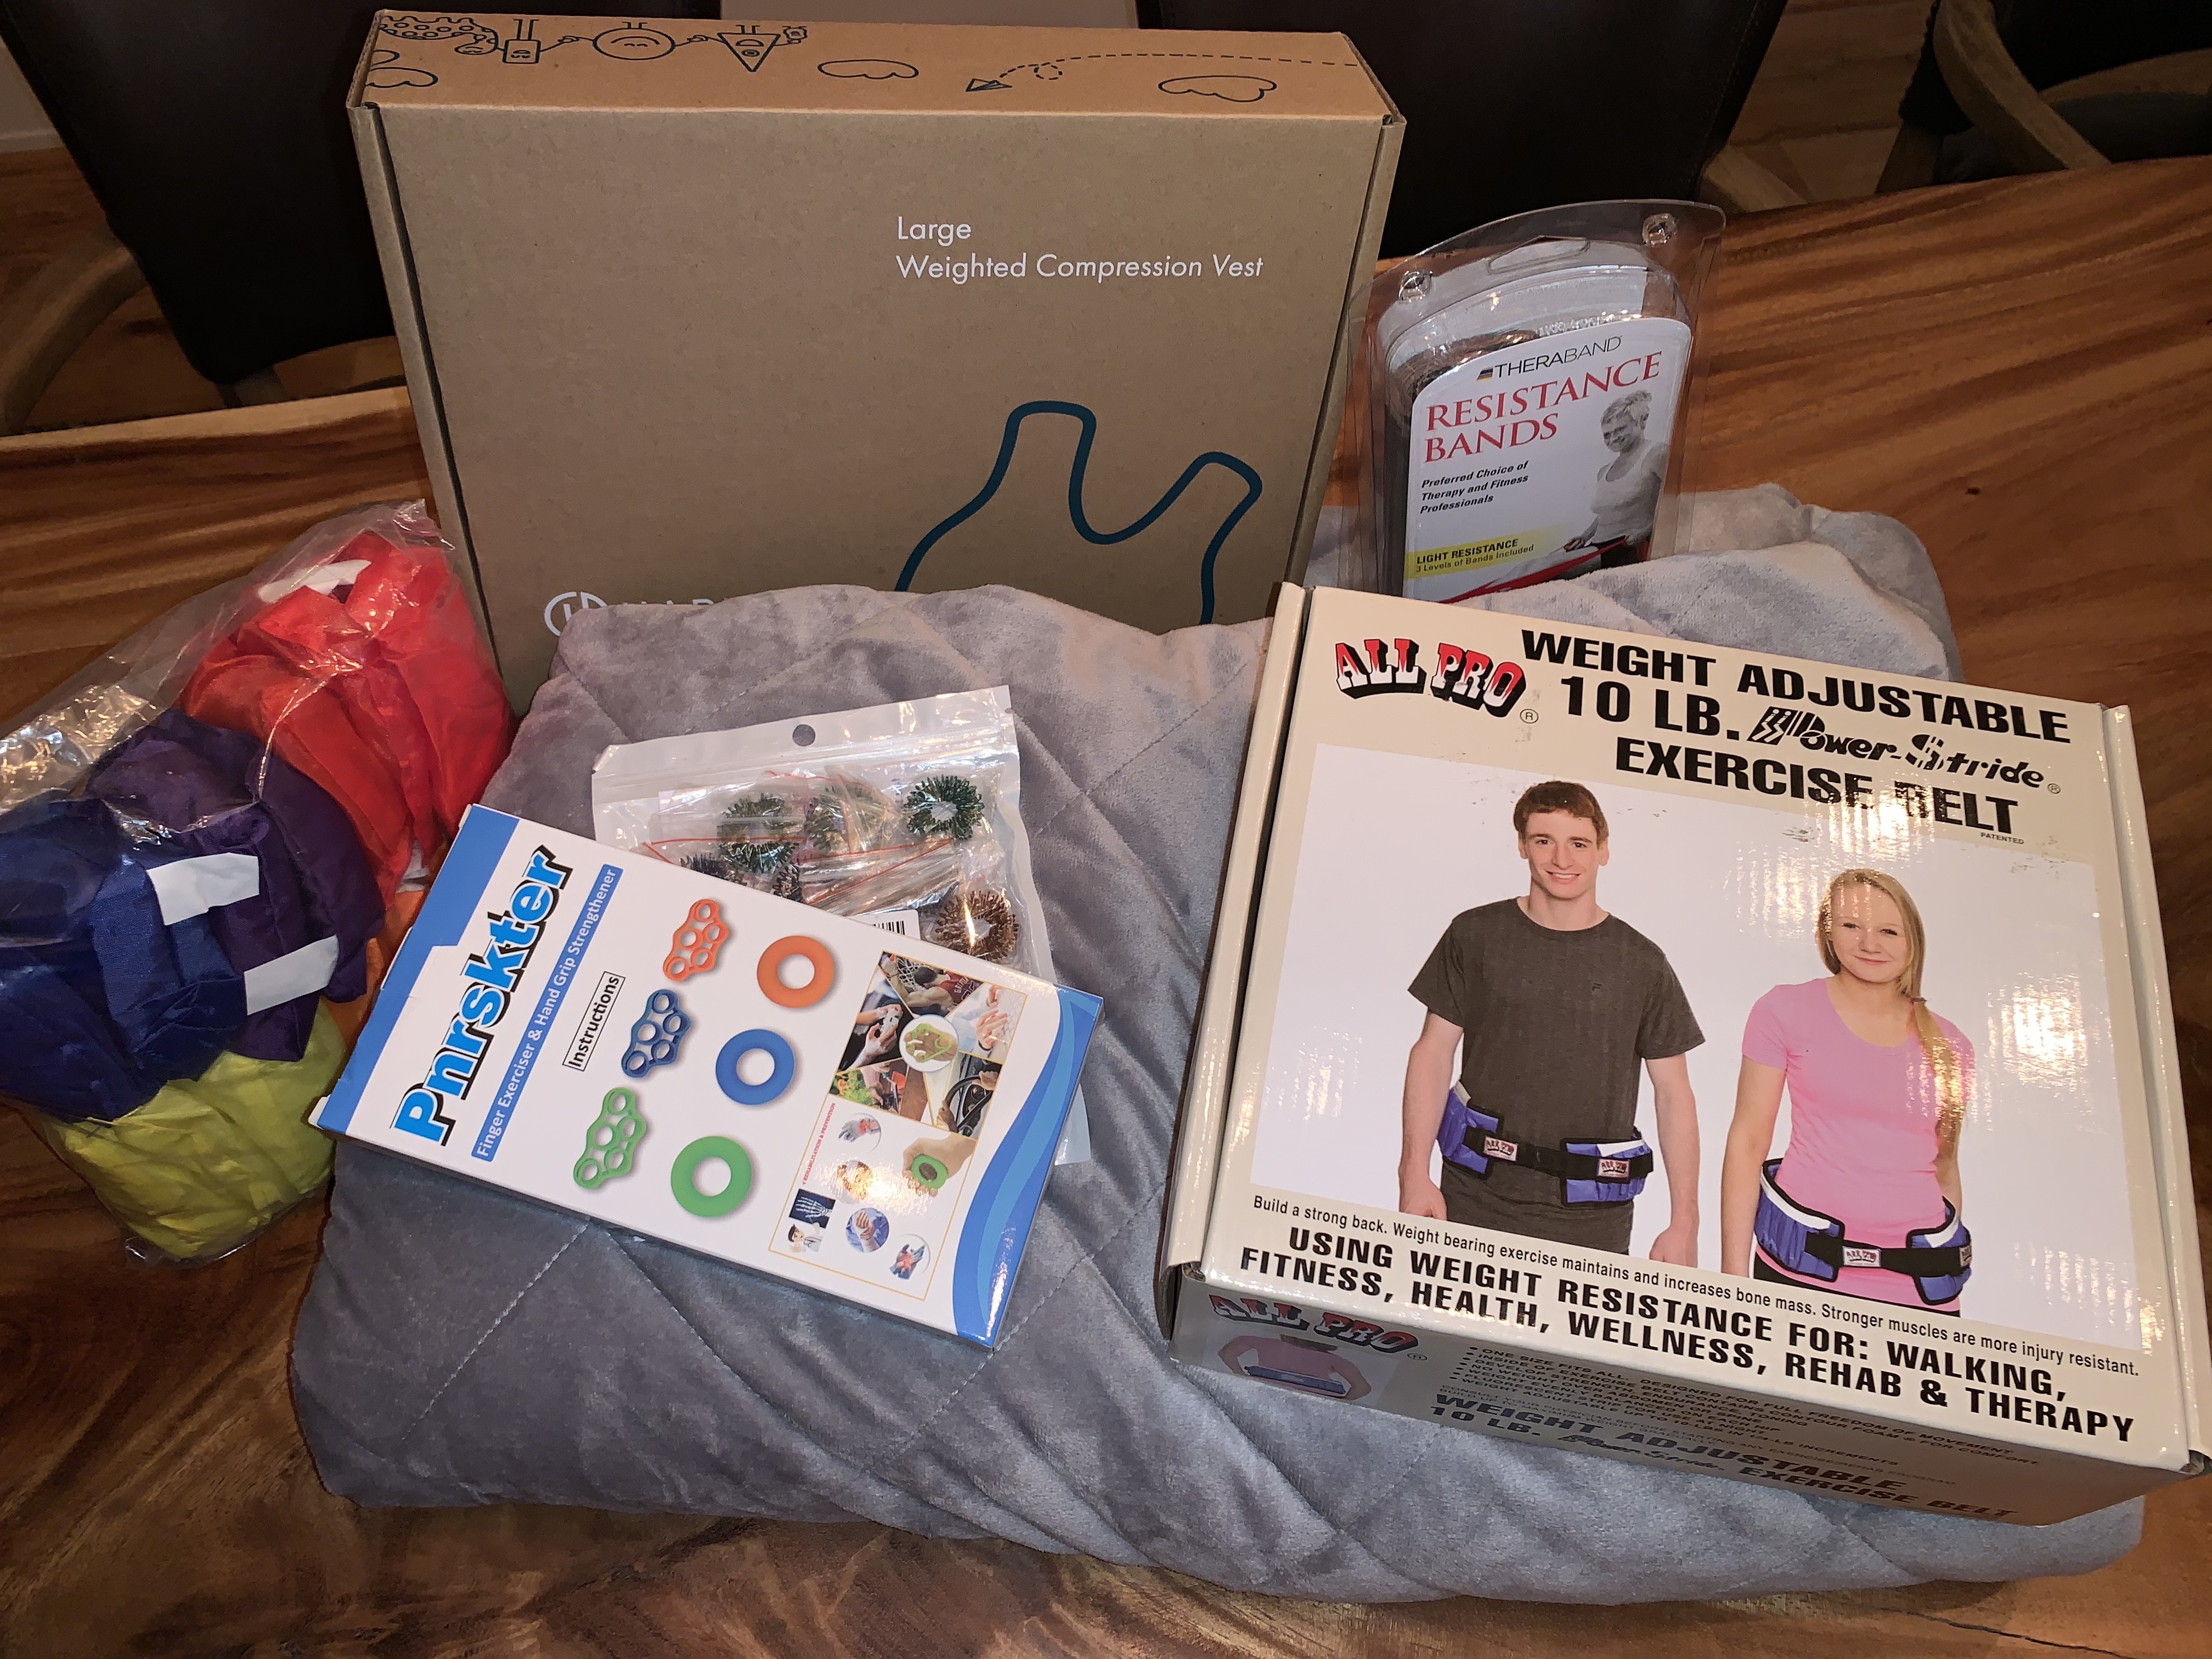 Large
Weighted Compression Vest
THERABAND
RESISTANCE
BANDS
Preferred Choice of
Therapy and Fitness
Professionals
LIGHT RESISTANCE
3 Levels of Bands Included
ALL PRO ®
WEIGHT ADJUSTABLE
10 LB. Power-Stride®
EXERCISE BELT
PATENTED
Build a strong back. Weight bearing exercise maintains and increases bone mass. Stronger muscles are more injury resistant.
USING WEIGHT RESISTANCE FOR: WALKING,
FITNESS, HEALTH, WELLNESS, REHAB & THERAPY
ALL PRO ®
WEIGHT ADJUSTABLE
10 LB. Power-Stride EXERCISE BELT
Pnrskter
Finger Exerciser & Hand Grip Strengthener
Instructions